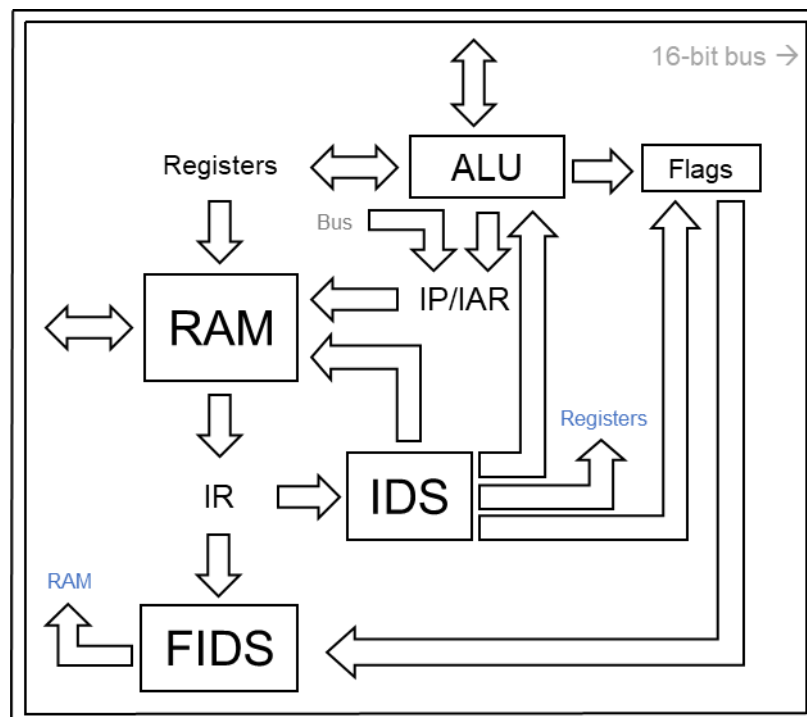 16-bit bus →
Registers
ALU
Flags
Bus
RAM
IP/IAR
Registers
IR
IDS
RAM
FIDS